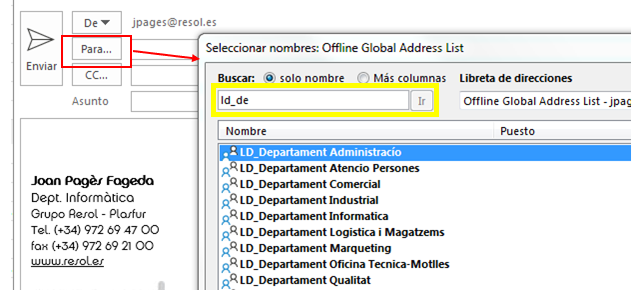 De jpages@resol.es
Para...
Enviar
CC...
Asunto
Joan Pagès Fageda
Dept. Informàtica
Grupo Resol - Plasfur
Tel. (+34) 972 69 47 00
fax (+34) 972 69 21 00
www.resol.es
Seleccionar nombres: Offline Global Address List
Buscar: solo nombre Más columnas Libreta de direcciones
ld_de Ir Offline Global Address List - jpag
Nombre Puesto
LD_Departament Administracío
LD_Departament Atencio Persones
LD_Departament Comercial
LD_Departament Industrial
LD_Departament Informatica
LD_Departament Logistica i Magatzems
LD_Departament Marqueting
LD_Departament Oficina Tecnica-Motlles
LD_Departament Qualitat